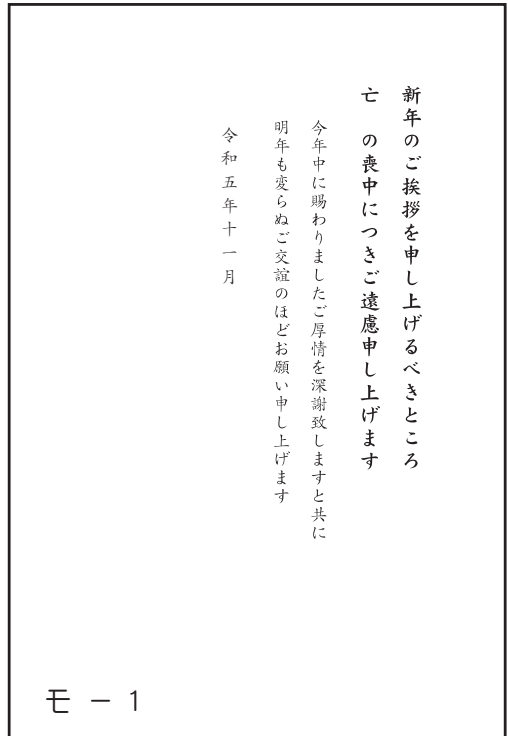 新年のご挨拶を申し上げるべきところ
亡　の喪中につきご遠慮申し上げます
今年中に賜わりましたご厚情を深謝致しますと共に
明年も変らぬご交誼のほどお願い申し上げます
令和五年十一月
モ－1